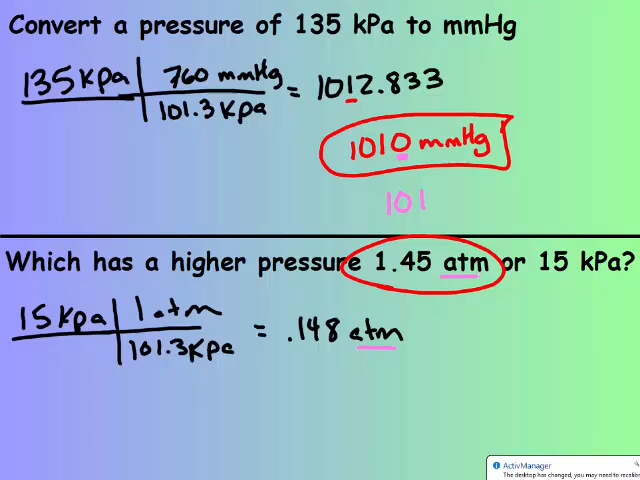 Convert a pressure of 135 kPa to mmHg
135 kPa | 760 mmHg = 1012.833
101.3 KPa
1010 mmHg
101
Which has a higher pressure 1.45 atm or 15 kPa?
15 kPa | 1 atm = .148 atm
101.3 KPa
ActivManager
The desktop has changed, you may need to recalibr